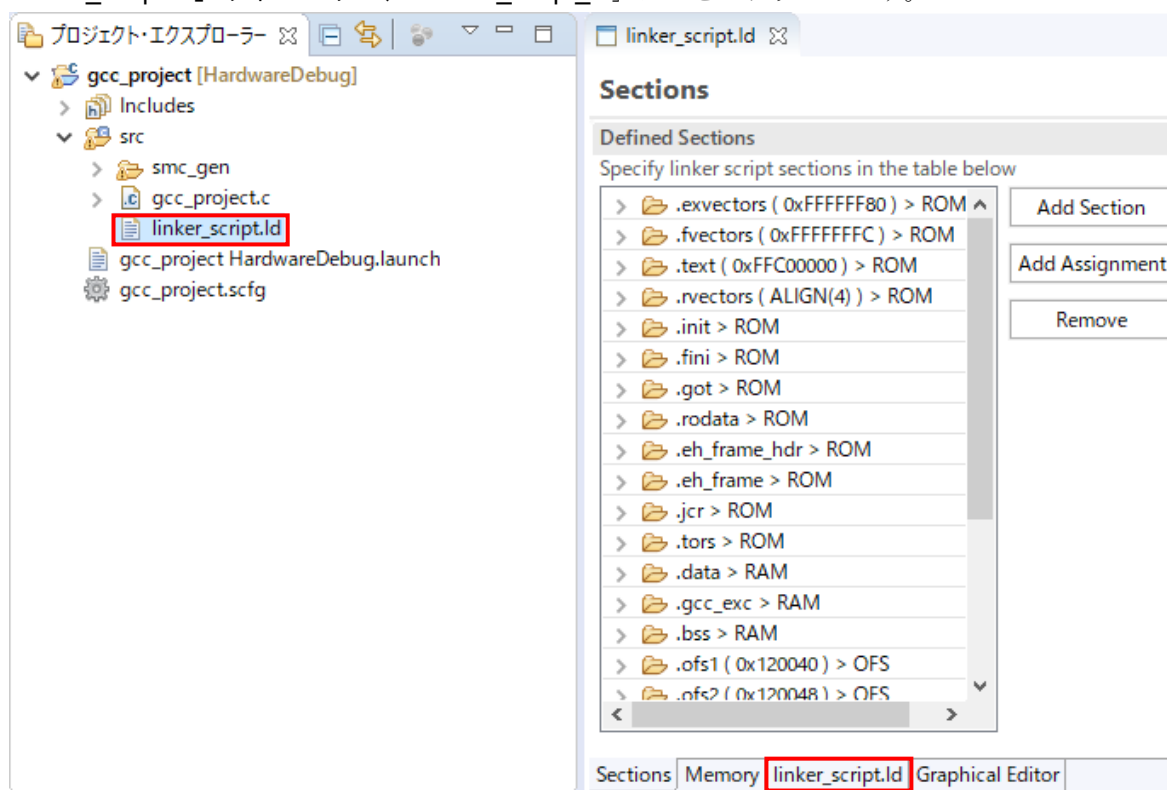 プロジェクト・エクスプローラー
gcc_project [HardwareDebug]
Includes
src
smc_gen
gcc_project.c
linker_script.ld
gcc_project HardwareDebug.launch
gcc_project.scfg
linker_script.ld
Sections
Defined Sections
Specify linker script sections in the table below
.exvectors ( 0xFFFFFF80 ) > ROM
.fvectors ( 0xFFFFFFFC ) > ROM
.text ( 0xFFC00000 ) > ROM
.rvectors ( ALIGN(4) ) > ROM
.init > ROM
.fini > ROM
.got > ROM
.rodata > ROM
.eh_frame_hdr > ROM
.eh_frame > ROM
.jcr > ROM
.tors > ROM
.data > RAM
.gcc_exc > RAM
.bss > RAM
.ofs1 ( 0x120040 ) > OFS
.ofs2 ( 0x120048 ) > OFS
Add Section
Add Assignment
Remove
Sections
Memory
linker_script.ld
Graphical Editor